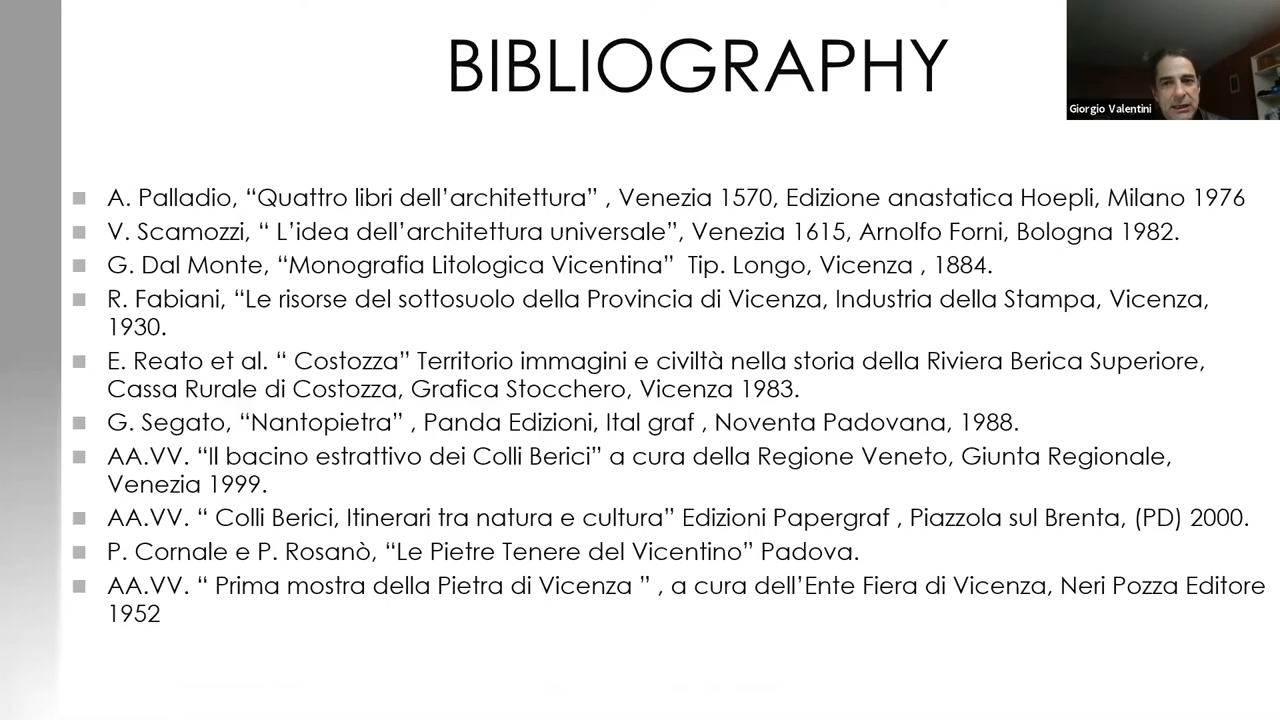 BIBLIOGRAPHY
Giorgio Valentini
A. Palladio, “Quattro libri dell’architettura” , Venezia 1570, Edizione anastatica Hoepli, Milano 1976
V. Scamozzi, “ L’idea dell’architettura universale”, Venezia 1615, Arnolfo Forni, Bologna 1982.
G. Dal Monte, “Monografia Litologica Vicentina”  Tip. Longo, Vicenza , 1884.
R. Fabiani, “Le risorse del sottosuolo della Provincia di Vicenza, Industria della Stampa, Vicenza,
1930.
E. Reato et al. “ Costozza” Territorio immagini e civiltà nella storia della Riviera Berica Superiore,
Cassa Rurale di Costozza, Grafica Stocchero, Vicenza 1983.
G. Segato, “Nantopietra” , Panda Edizioni, Ital graf , Noventa Padovana, 1988.
AA.VV. “Il bacino estrattivo dei Colli Berici” a cura della Regione Veneto, Giunta Regionale,
Venezia 1999.
AA.VV. “ Colli Berici, Itinerari tra natura e cultura” Edizioni Papergraf , Piazzola sul Brenta, (PD) 2000.
P. Cornale e P. Rosanò, “Le Pietre Tenere del Vicentino” Padova.
AA.VV. “ Prima mostra della Pietra di Vicenza ” , a cura dell’Ente Fiera di Vicenza, Neri Pozza Editore
1952